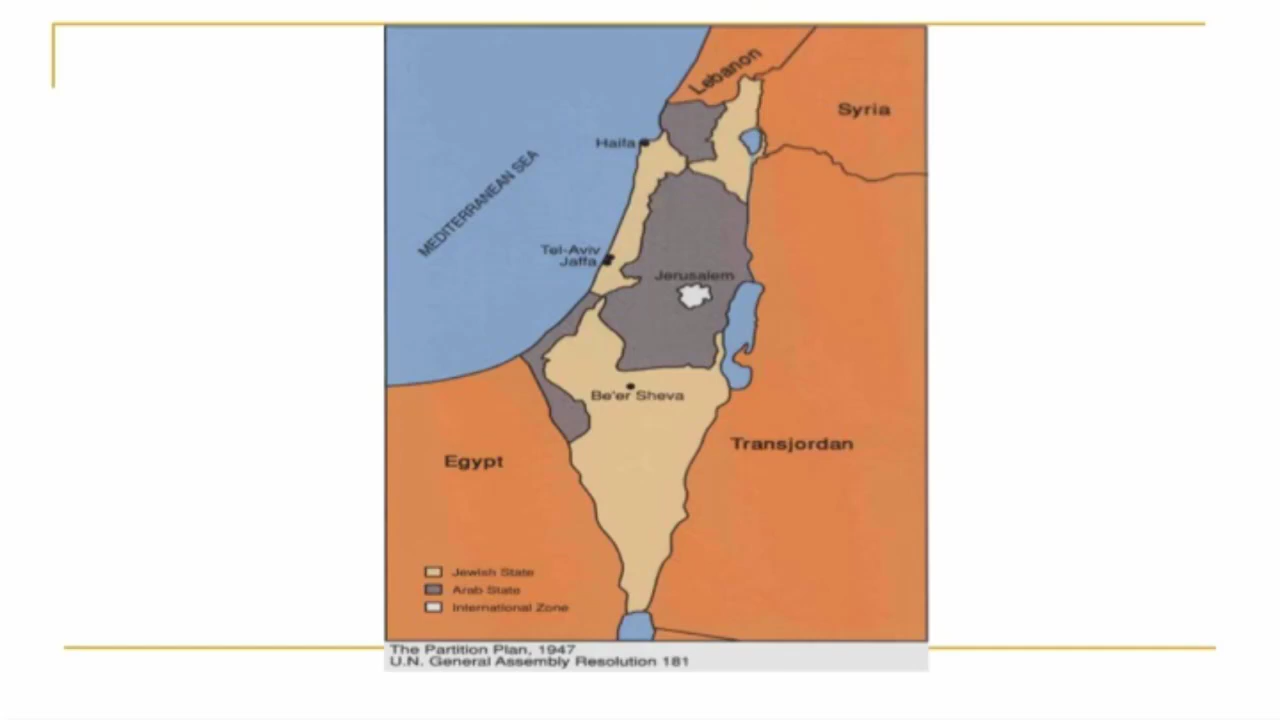 Lebanon
Syria
Haifa
MEDITERRANEAN SEA
Tel-Aviv
Jaffa
Jerusalem
Be'er Sheva
Transjordan
Egypt
Jewish State
Arab State
International Zone
The Partition Plan, 1947
U.N. General Assembly Resolution 181